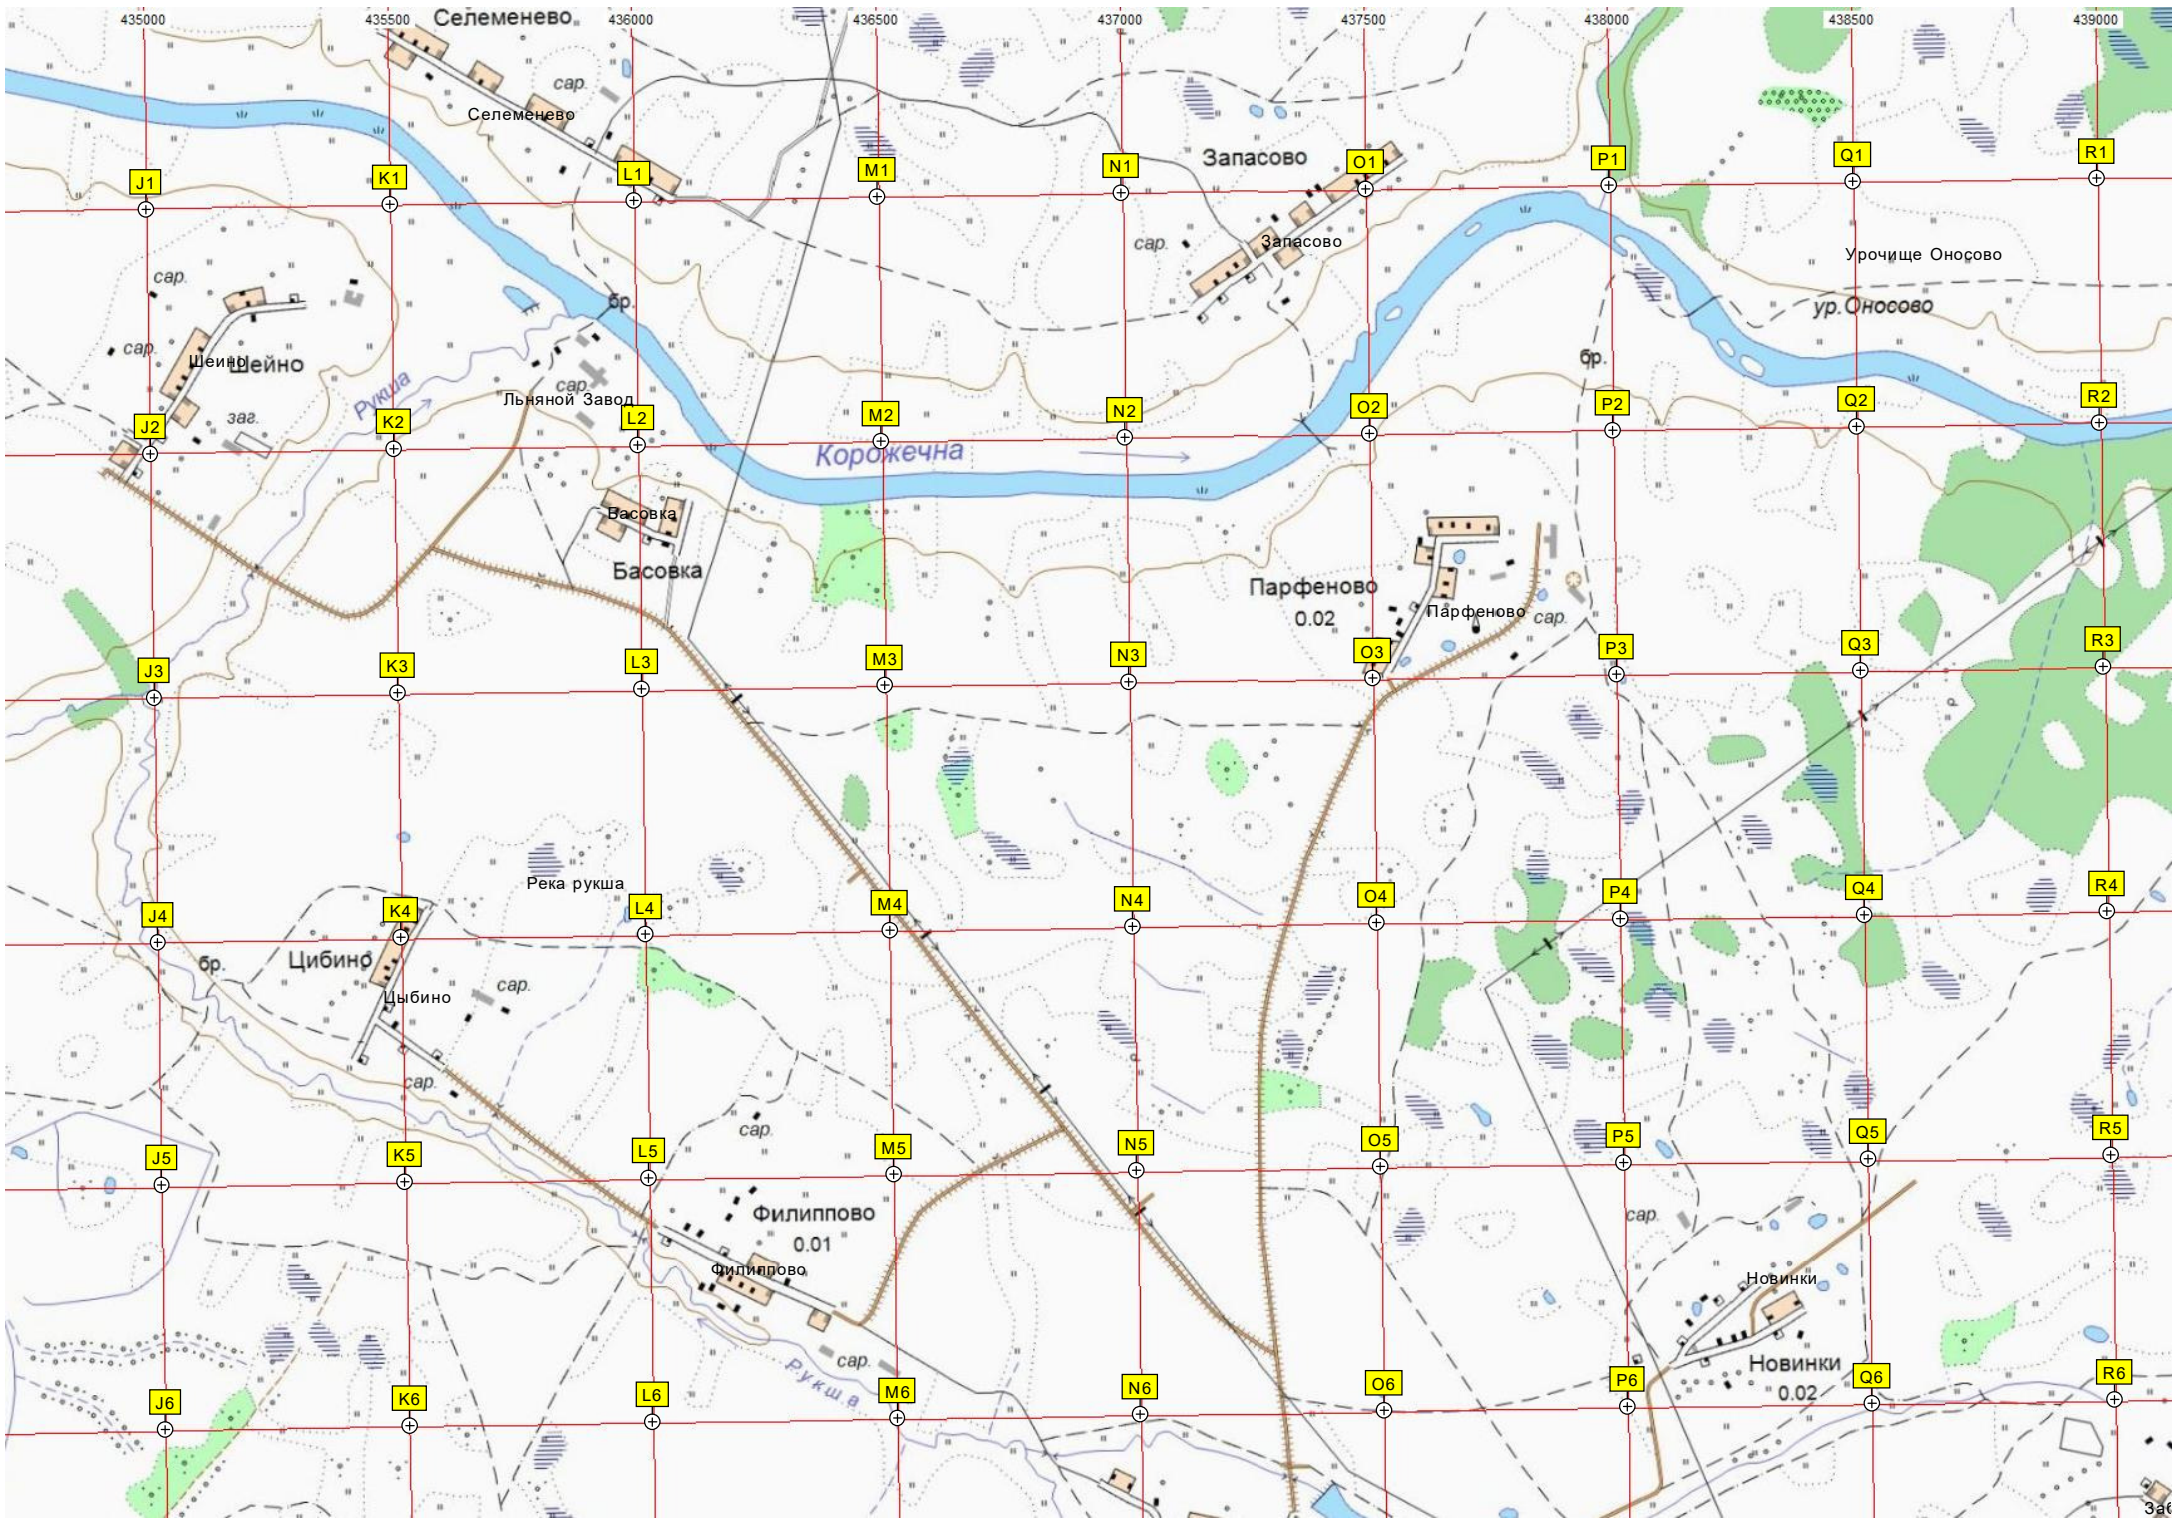 435000 435500 436000 436500 437000 437500 438000 438500 439000
Селеменево
сар.
Селеменево
Запасово
J1 K1 L1 M1 N1 O1 P1 Q1 R1
сар.
Запасово
Урочище Оносово
сар.
бр.
ур.Оносово
сар.
Шеино
Шейно
бр.
Рукша
сар.
Льняной Завод
заг.
J2 K2 L2 M2 N2 O2 P2 Q2 R2
Корожечна
Васовка
Басовка
Парфеново
0.02
Парфеново
сар.
J3 K3 L3 M3 N3 O3 P3 Q3 R3
Река рукша
J4 K4 L4 M4 N4 O4 P4 Q4 R4
бр.
Цибино
сар.
Цыбино
сар.
сар.
J5 K5 L5 M5 N5 O5 P5 Q5 R5
Филиппово
0.01
сар.
Филиппово
Новинки
сар.
Рукша
Новинки
0.02
J6 K6 L6 M6 N6 O6 P6 Q6 R6
Заб